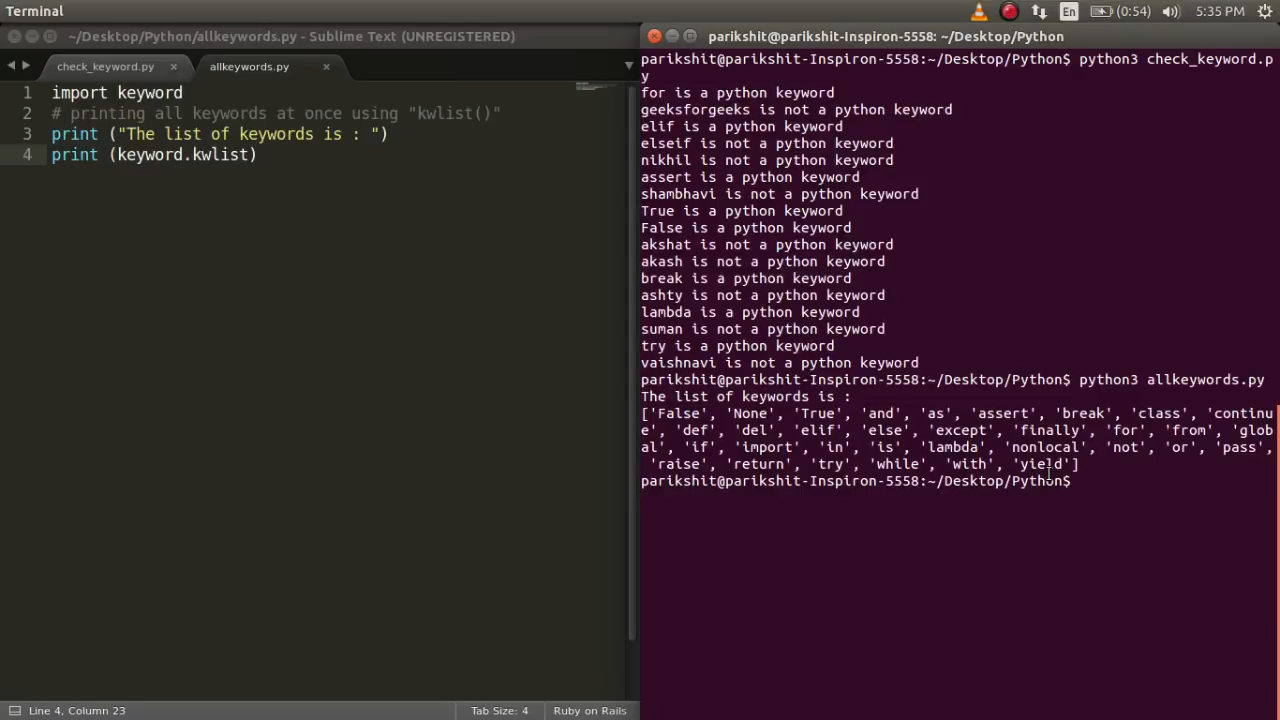 Terminal
En
(0:54)
5:35 PM
~/Desktop/Python/allkeywords.py - Sublime Text (UNREGISTERED)
check_keyword.py ×
allkeywords.py ×
1 import keyword
2 # printing all keywords at once using "kwlist()"
3 print ("The list of keywords is : ")
4 print (keyword.kwlist)
Line 4, Column 23
Tab Size: 4
Ruby on Rails
parikshit@parikshit-Inspiron-5558: ~/Desktop/Python
parikshit@parikshit-Inspiron-5558:~/Desktop/Python$ python3 check_keyword.p
y
for is a python keyword
geeksforgeeks is not a python keyword
elif is a python keyword
elseif is not a python keyword
nikhil is not a python keyword
assert is a python keyword
shambhavi is not a python keyword
True is a python keyword
False is a python keyword
akshat is not a python keyword
akash is not a python keyword
break is a python keyword
ashty is not a python keyword
lambda is a python keyword
suman is not a python keyword
try is a python keyword
vaishnavi is not a python keyword
parikshit@parikshit-Inspiron-5558:~/Desktop/Python$ python3 allkeywords.py
The list of keywords is :
['False', 'None', 'True', 'and', 'as', 'assert', 'break', 'class', 'continu
e', 'def', 'del', 'elif', 'else', 'except', 'finally', 'for', 'from', 'glob
al', 'if', 'import', 'in', 'is', 'lambda', 'nonlocal', 'not', 'or', 'pass',
'raise', 'return', 'try', 'while', 'with', 'yield']
parikshit@parikshit-Inspiron-5558:~/Desktop/Python$